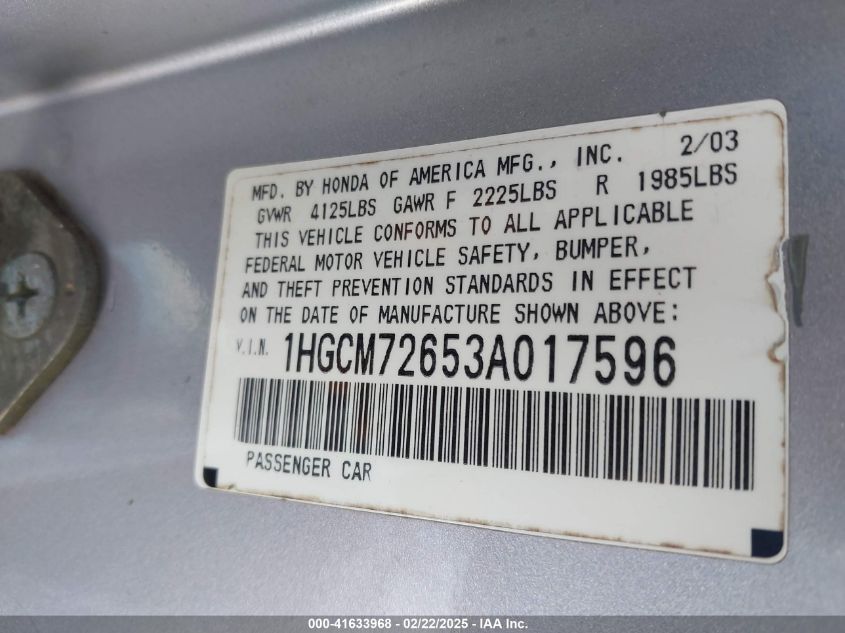 MFD. BY HONDA OF AMERICA MFG., INC. 2/03
GVWR 4125LBS GAWR F 2225LBS R 1985LBS
THIS VEHICLE CONFORMS TO ALL APPLICABLE
FEDERAL MOTOR VEHICLE SAFETY, BUMPER,
AND THEFT PREVENTION STANDARDS IN EFFECT
ON THE DATE OF MANUFACTURE SHOWN ABOVE:
V.I.N. 1HGCM72653A017596
PASSENGER CAR
000-41633968 - 02/22/2025 - IAA Inc.